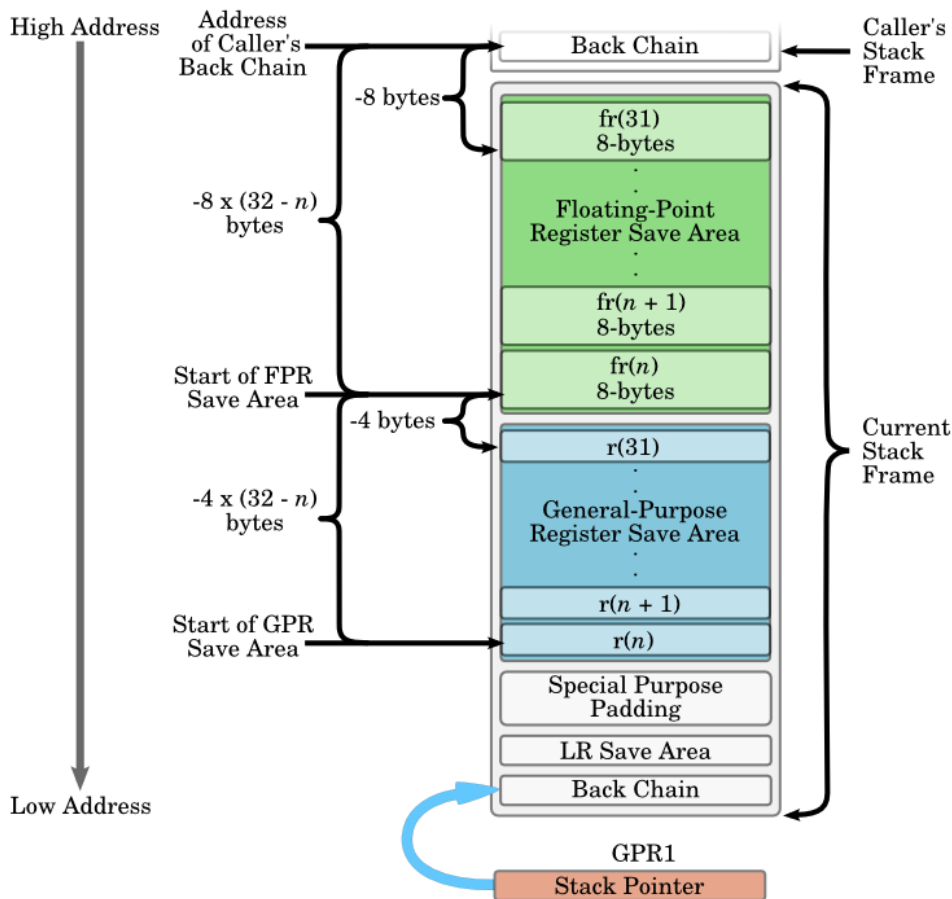 High Address
Address
of Caller's
Back Chain
Back Chain
Caller's
Stack
Frame
-8 bytes
fr(31)
8-bytes
-8 x (32 - n)
bytes
Floating-Point
Register Save Area
fr(n + 1)
8-bytes
Start of FPR
Save Area
fr(n)
8-bytes
-4 bytes
r(31)
Current
Stack
Frame
-4 x (32 - n)
bytes
General-Purpose
Register Save Area
r(n + 1)
Start of GPR
Save Area
r(n)
Special Purpose
Padding
LR Save Area
Back Chain
Low Address
GPR1
Stack Pointer